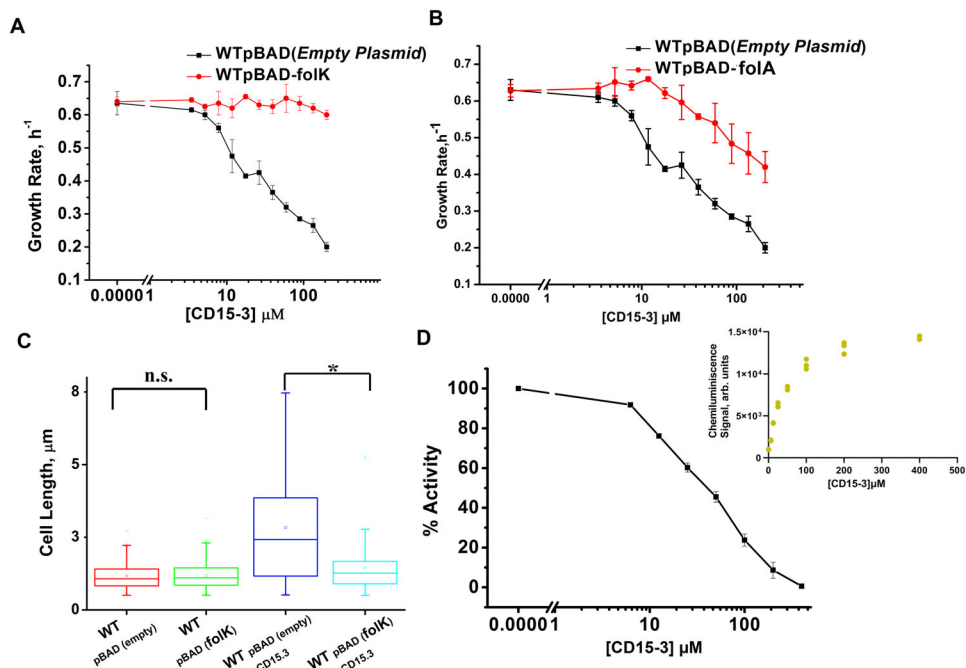 A
WTpBAD(Empty Plasmid)
WTpBAD-folK
Growth Rate, h-1
0.7
0.6
0.5
0.4
0.3
0.2
0.1
0.00001 1 10 100
[CD15-3] μM
B
WTpBAD(Empty Plasmid)
WTpBAD-folA
Growth Rate,h-1
0.7
0.6
0.5
0.4
0.3
0.2
0.1
0.0000 1 10 100
[CD15-3] µM
C
n.s.
*
Cell Length, µm
8
5
3
0
WT pBAD (empty)
WT pBAD (folK)
WT pBAD (empty) CD15.3
WT pBAD (folK) CD15.3
D
% Activity
100
80
60
40
20
0
0.00001 1 10 100
[CD15-3] µM
Chemiluminiscence
Signal, arb. units
1.5×10⁴
1×10⁴
5×10³
0
0 100 200 300 400 500
[CD15-3]µM